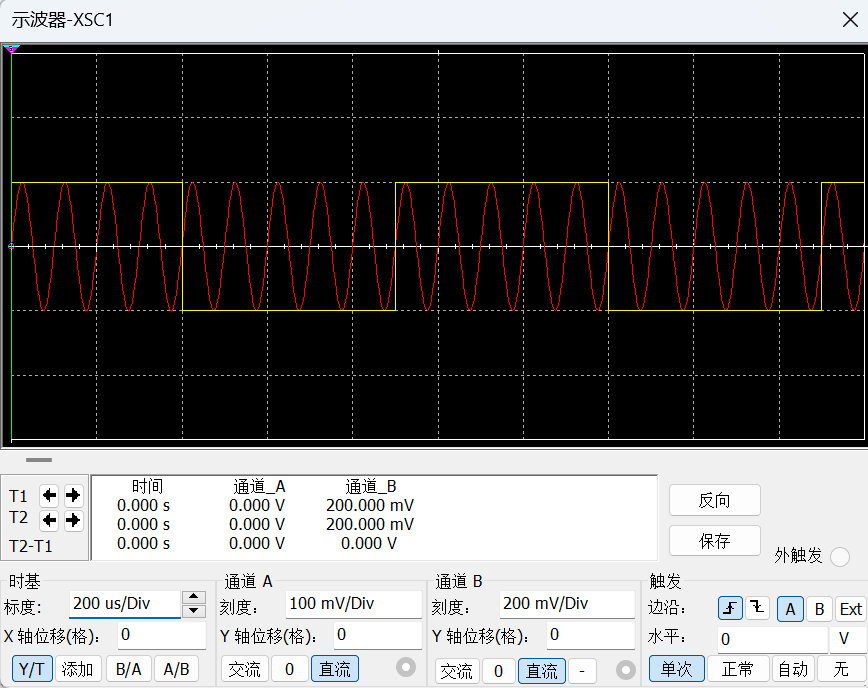 示波器-XSC1
时间 通道_A 通道_B
T1 0.000 s 0.000 V 200.000 mV
T2 0.000 s 0.000 V 200.000 mV
T2-T1 0.000 s 0.000 V 0.000 V
反向
保存
外触发
时基
标度： 200 us/Div
X 轴位移(格)： 0
Y/T 添加 B/A A/B
通道 A
刻度： 100 mV/Div
Y 轴位移(格)： 0
交流 0 直流
通道 B
刻度： 200 mV/Div
Y 轴位移(格)： 0
交流 0 直流 -
触发
边沿： A B Ext
水平： 0 V
单次 正常 自动 无